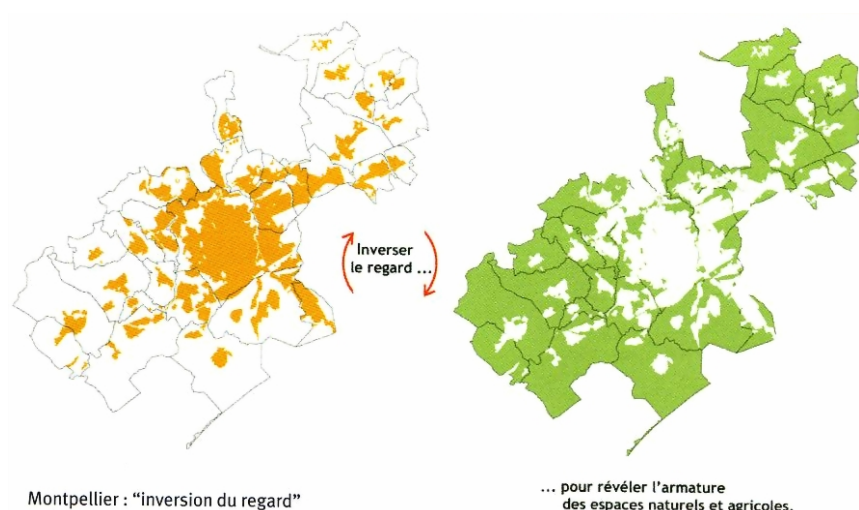 Inverser
le regard ...
Montpellier : “inversion du regard”
... pour révéler l’armature
des espaces naturels et agricoles.